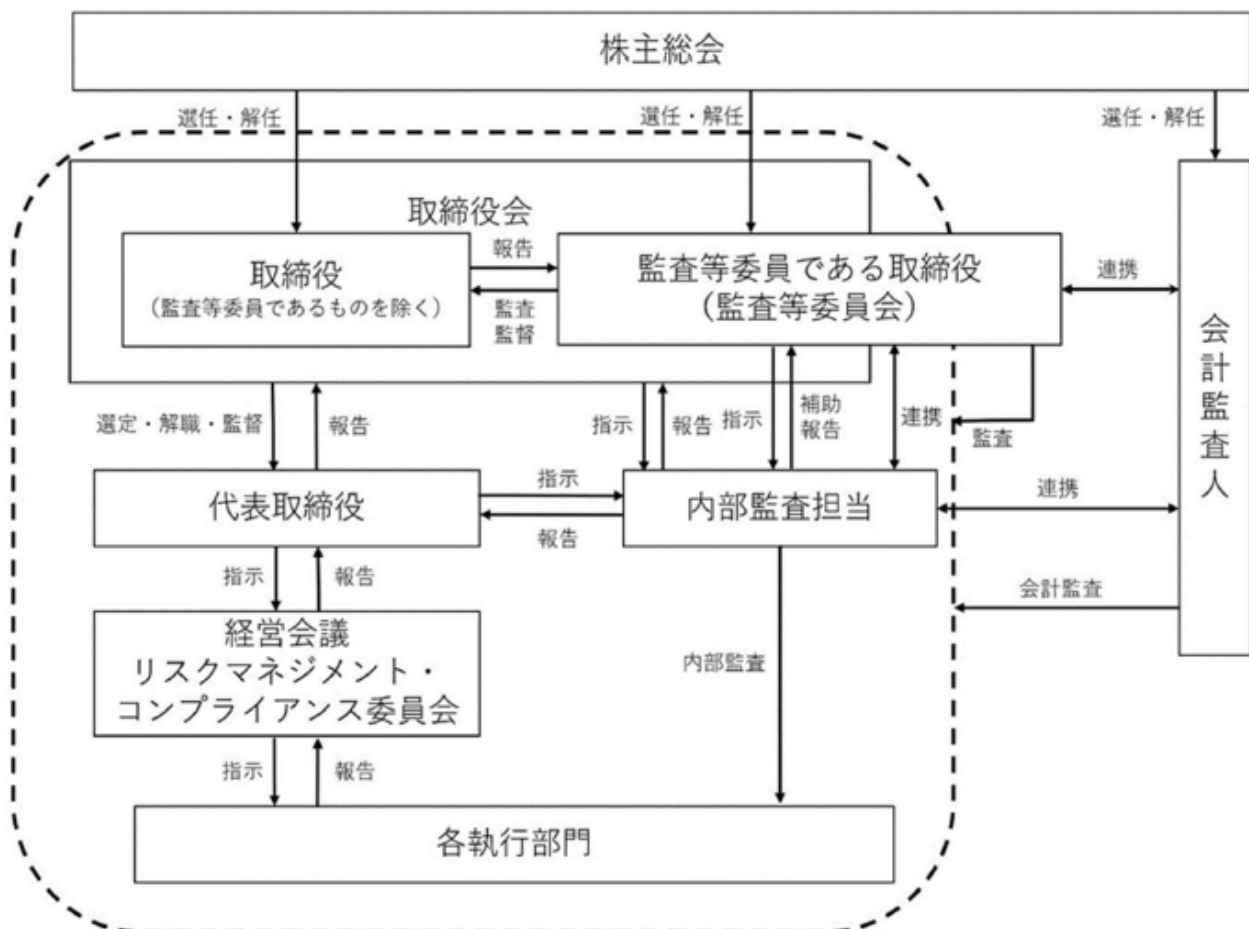 株主総会
選任・解任
選任・解任
選任・解任
取締役会
取締役
(監査等委員であるものを除く)
報告
監査
監督
監査等委員である取締役
(監査等委員会)
連携
会計監査人
選定・解職・監督
報告
指示
報告
指示
補助
報告
連携
監査
代表取締役
指示
報告
内部監査担当
連携
指示
報告
会計監査
経営会議
リスクマネジメント・
コンプライアンス委員会
内部監査
指示
報告
各執行部門